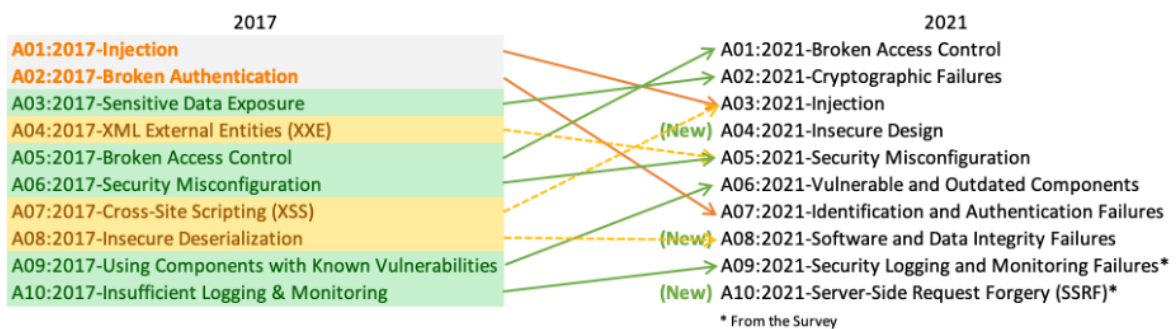 2017
A01:2017-Injection
A02:2017-Broken Authentication
A03:2017-Sensitive Data Exposure
A04:2017-XML External Entities (XXE)
A05:2017-Broken Access Control
A06:2017-Security Misconfiguration
A07:2017-Cross-Site Scripting (XSS)
A08:2017-Insecure Deserialization
A09:2017-Using Components with Known Vulnerabilities
A10:2017-Insufficient Logging & Monitoring
2021
A01:2021-Broken Access Control
A02:2021-Cryptographic Failures
A03:2021-Injection
(New) A04:2021-Insecure Design
A05:2021-Security Misconfiguration
A06:2021-Vulnerable and Outdated Components
A07:2021-Identification and Authentication Failures
(New) A08:2021-Software and Data Integrity Failures
A09:2021-Security Logging and Monitoring Failures*
(New) A10:2021-Server-Side Request Forgery (SSRF)*
* From the Survey